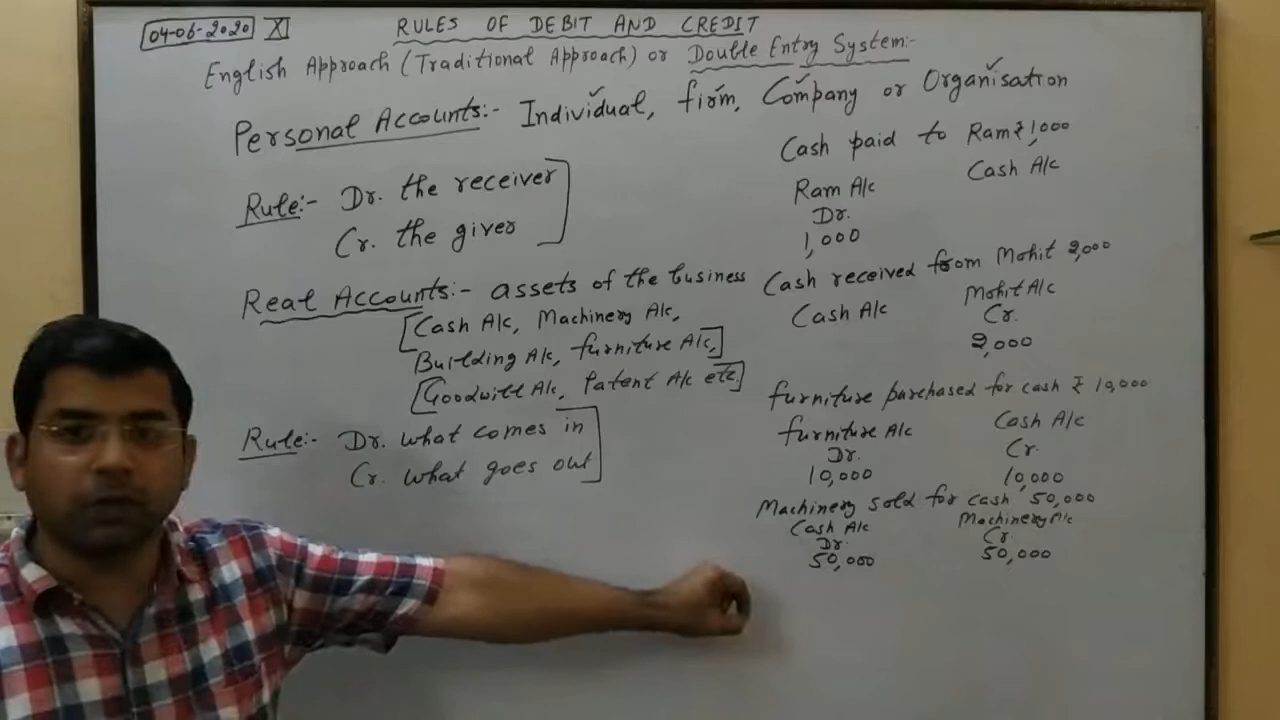 04-06-2020 XI
RULES OF DEBIT AND CREDIT
English Approach (Traditional Approach) or Double Entry System:-
Personal Accounts:- Individual, firm, Company or Organisation
Rule:- Dr. the receiver
Cr. the giver
Real Accounts:- assets of the business
[Cash A/c, Machinery A/c,
Building A/c, furniture A/c,]
[Goodwill A/c, Patent A/c etc.]
Rule:- Dr. what comes in
Cr. what goes out
Cash paid to Ram ₹ 1,000
Ram A/c Cash A/c
Dr.
1,000
Cash received from Mohit 2,000
Cash A/c Mohit A/c
Cr.
2,000
furniture purchased for cash ₹ 10,000
furniture A/c Cash A/c
Dr. Cr.
10,000 10,000
Machinery sold for cash 50,000
Cash A/c Machinery A/c
Dr. Cr.
50,000 50,000